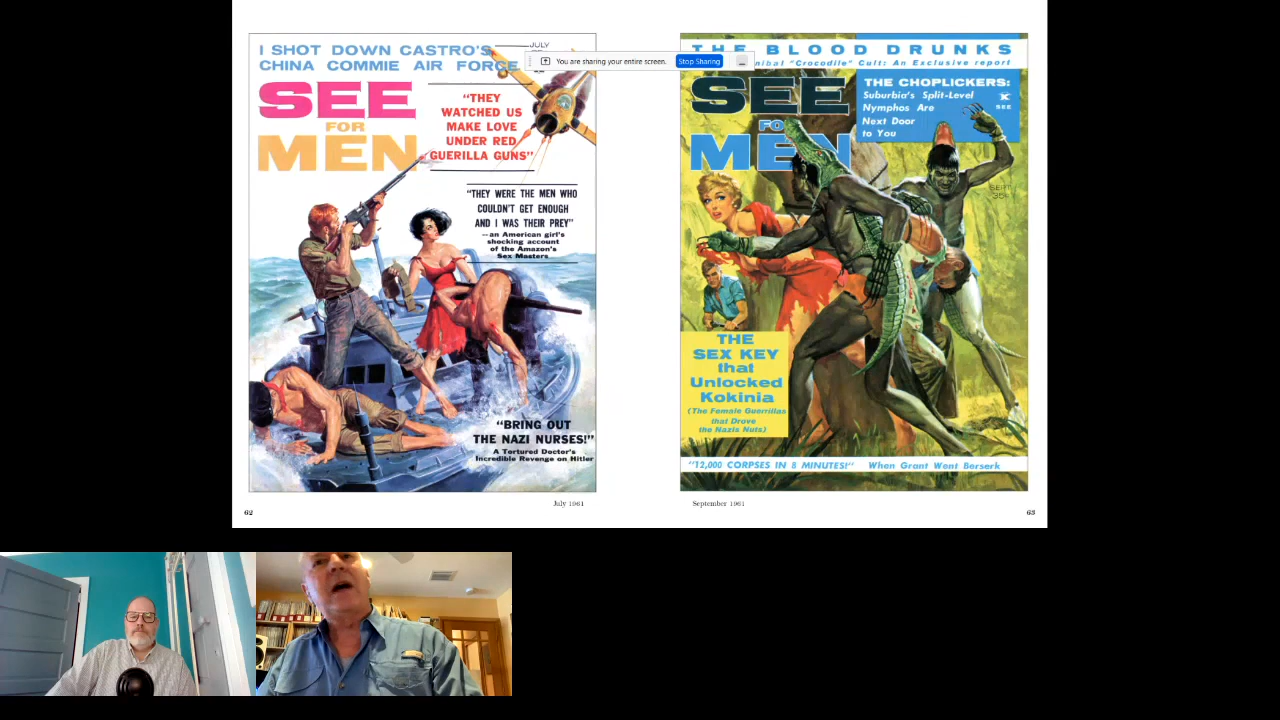 I SHOT DOWN CASTRO'S
CHINA COMMIE AIR FORCE
JULY
SEE
FOR
MEN
"THEY
WATCHED US
MAKE LOVE
UNDER RED
GUERILLA GUNS"
"THEY WERE THE MEN WHO
COULDN'T GET ENOUGH
AND I WAS THEIR PREY"
--an American girl's
shocking account
of the Amazon's
Sex Masters
"BRING OUT
THE NAZI NURSES!"
A Tortured Doctor's
Incredible Revenge on Hitler
July 1961
62
You are sharing your entire screen.
Stop Sharing
THE BLOOD DRUNKS
"Crocodile" Cult: An Exclusive report
SEE
FOR
MEN
THE CHOPLICKERS:
Suburbia's Split-Level
Nymphos Are
Next Door
to You
SEE
SEPT
35¢
THE
SEX KEY
that
Unlocked
Kokinia
(The Female Guerrillas
that Drove
the Nazis Nuts)
"12,000 CORPSES IN 8 MINUTES!" When Grant Went Berserk
September 1961
63